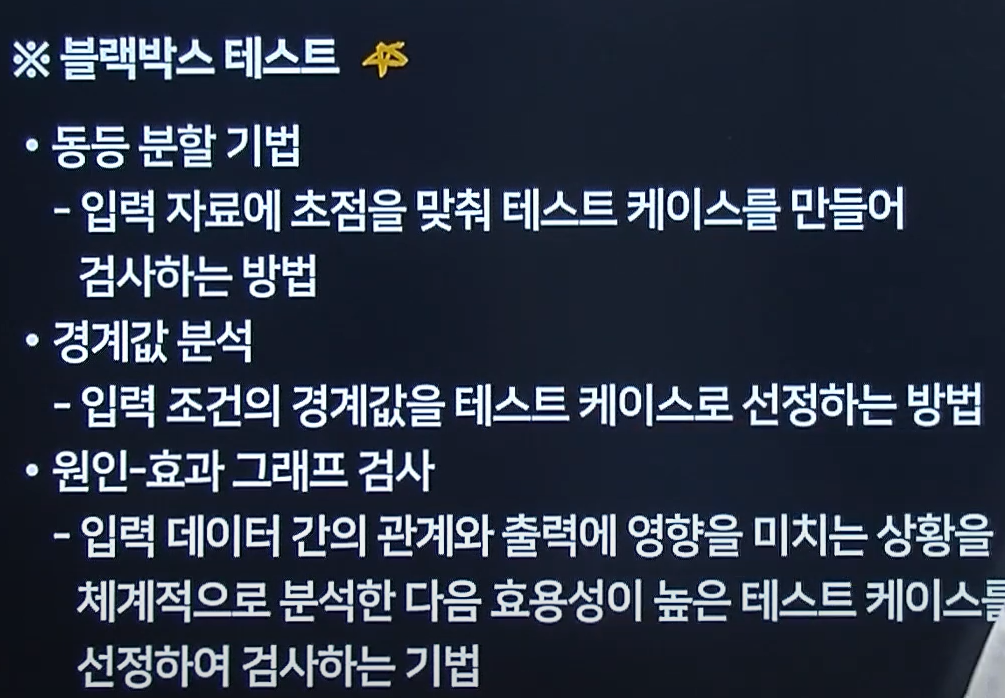 ※ 블랙박스 테스트
• 동등 분할 기법
- 입력 자료에 초점을 맞춰 테스트 케이스를 만들어
검사하는 방법
• 경계값 분석
- 입력 조건의 경계값을 테스트 케이스로 선정하는 방법
• 원인-효과 그래프 검사
- 입력 데이터 간의 관계와 출력에 영향을 미치는 상황을
체계적으로 분석한 다음 효용성이 높은 테스트 케이스를
선정하여 검사하는 기법